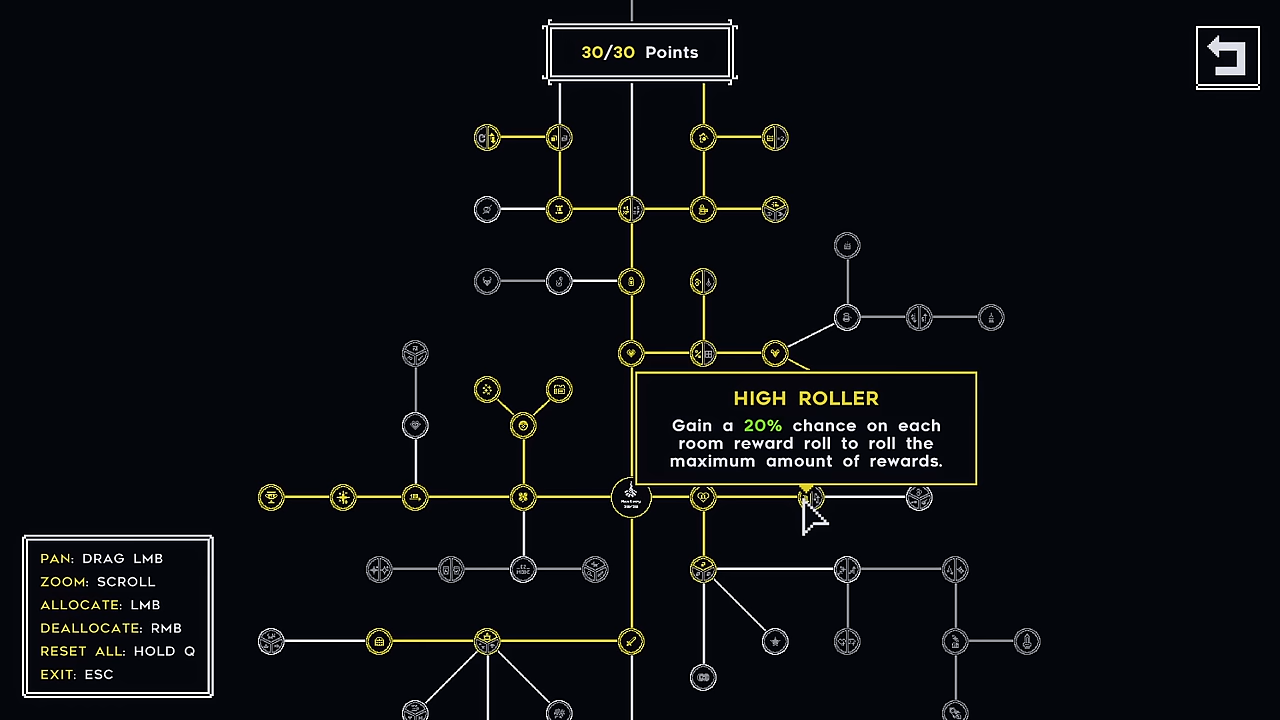 30/30 Points
HIGH ROLLER
Gain a 20% chance on each
room reward roll to roll the
maximum amount of rewards.
PAN: DRAG LMB
ZOOM: SCROLL
ALLOCATE: LMB
DEALLOCATE: RMB
RESET ALL: HOLD Q
EXIT: ESC